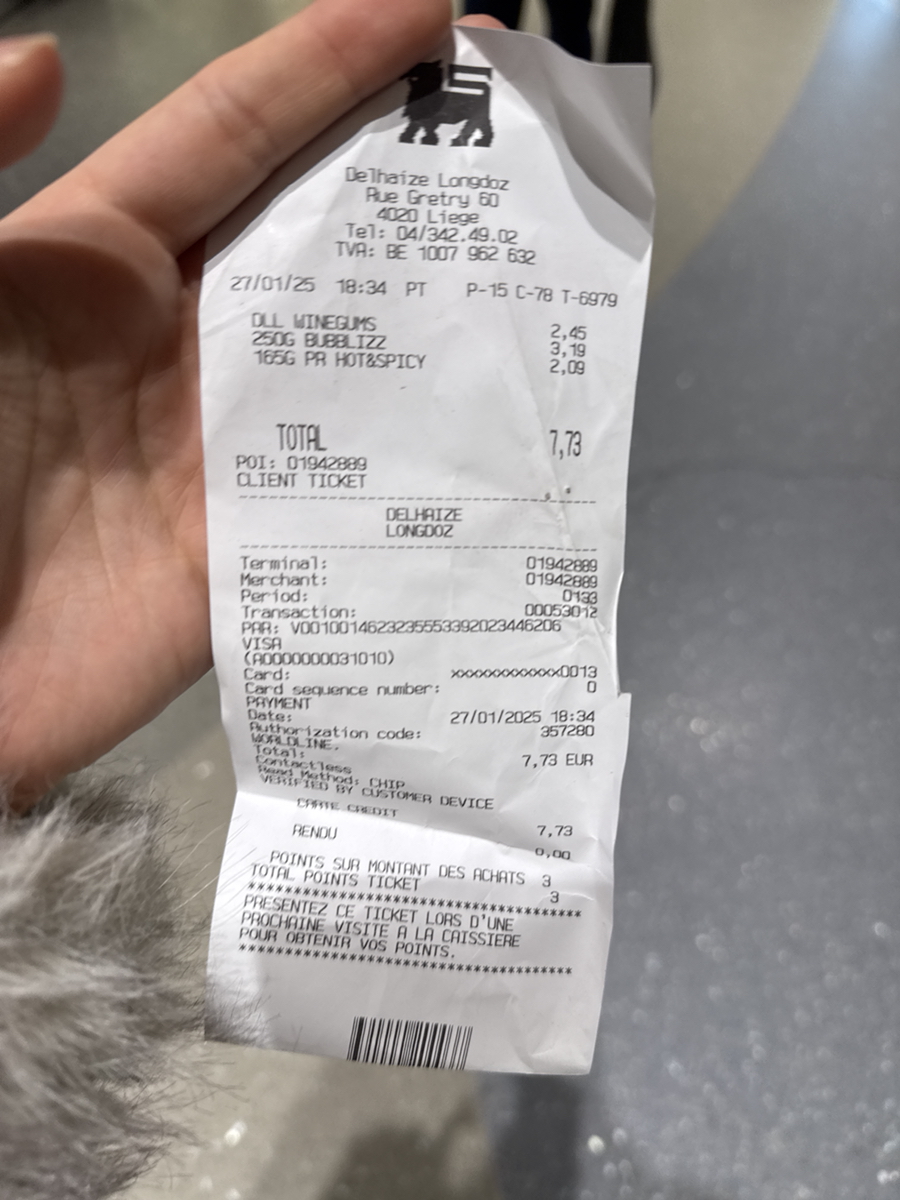 Delhaize Longdoz
Rue Gretry 60
4020 Liege
Tel: 04/342.49.02
TVA: BE 1007 962 632
27/01/25 18:34 PT P-15 C-78 T-6979
DLL WINEGUMS 2,45
250G BUBBLIZZ 3,19
165G PR HOT&SPICY 2,09
TOTAL 7,73
POI: 01942889
CLIENT TICKET
DELHAIZE
LONGDOZ
Terminal: 01942889
Merchant: 01942889
Period: 0133
Transaction: 00053012
PAR: V0010014623235553392023446206
VISA
(A0000000031010)
Card: xxxxxxxxxxxx0013
Card sequence number: 0
PAYMENT
Date: 27/01/2025 18:34
Authorization code: 357280
WORLDLINE.
Total: 7,73 EUR
Contactless
Read Method: CHIP
VERIFIED BY CUSTOMER DEVICE
CARTE CREDIT 7,73
RENDU 0,00
POINTS SUR MONTANT DES ACHATS 3
TOTAL POINTS TICKET 3
********************************
PRESENTEZ CE TICKET LORS D'UNE
PROCHAINE VISITE A LA CAISSIERE
POUR OBTENIR VOS POINTS.
********************************